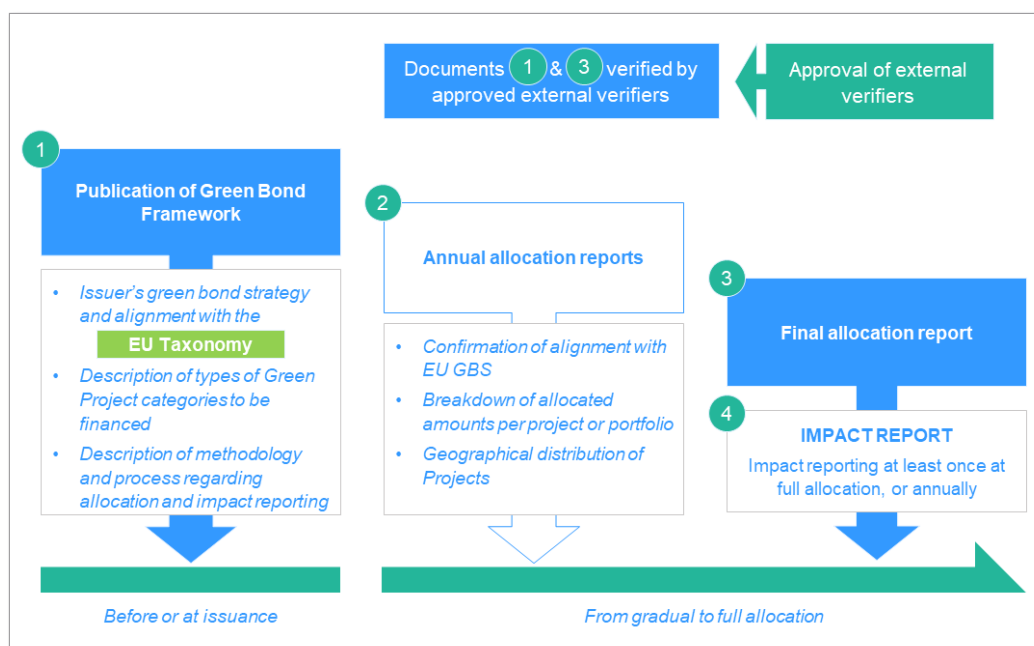 Documents 1 & 3 verified by
approved external verifiers
Approval of external
verifiers
1
Publication of Green Bond
Framework
• Issuer's green bond strategy
and alignment with the
EU Taxonomy
• Description of types of Green
Project categories to be
financed
• Description of methodology
and process regarding
allocation and impact reporting
2
Annual allocation reports
• Confirmation of alignment with
EU GBS
• Breakdown of allocated
amounts per project or portfolio
• Geographical distribution of
Projects
3
Final allocation report
4
IMPACT REPORT
Impact reporting at least once at
full allocation, or annually
Before or at issuance
From gradual to full allocation